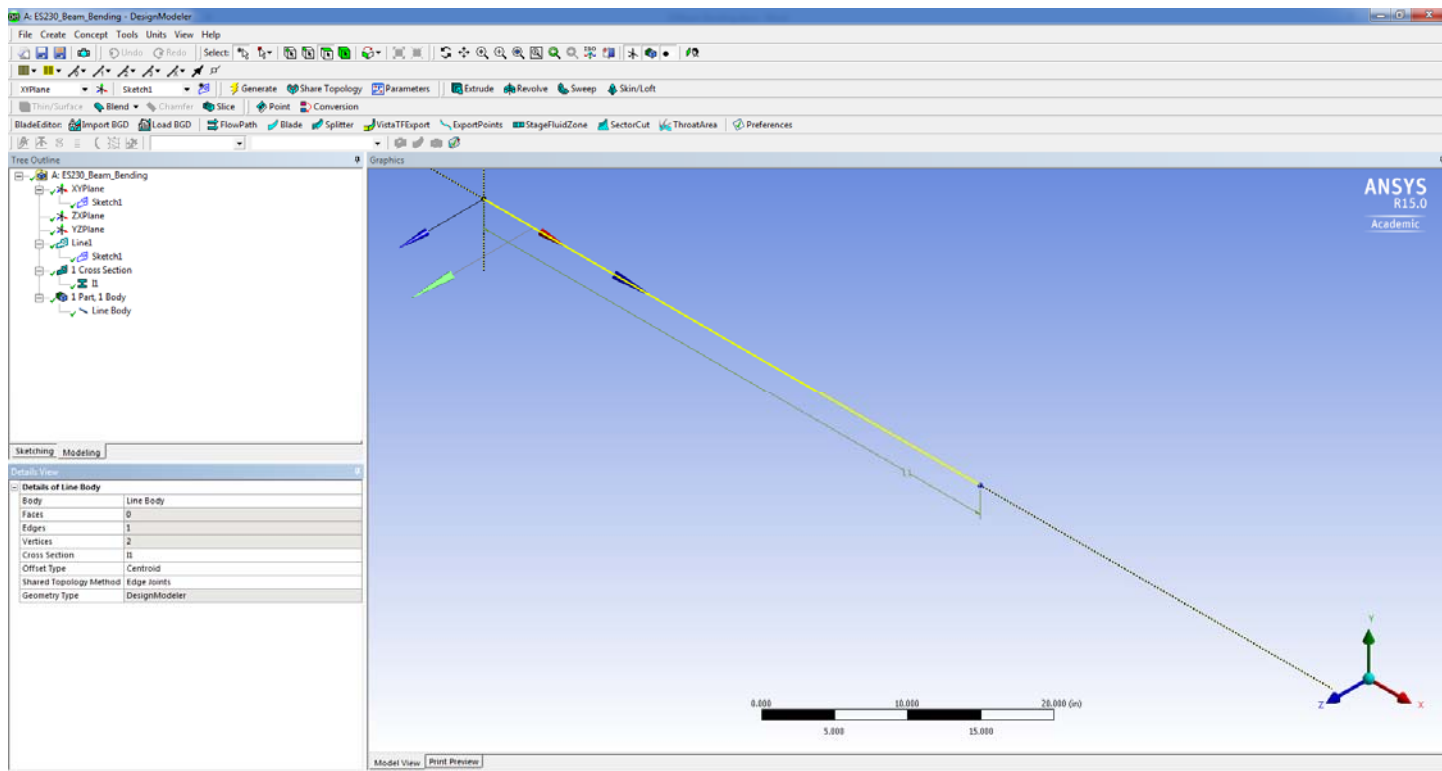 A: ES230_Beam_Bending - DesignModeler
File Create Concept Tools Units View Help
Undo Redo Select:
XYPlane Sketch1 Generate Share Topology Parameters Extrude Revolve Sweep Skin/Loft
Thin/Surface Blend Chamfer Slice Point Conversion
BladeEditor: Import BGD Load BGD FlowPath Blade Splitter VistaTFExport ExportPoints StageFluidZone SectorCut ThroatArea Preferences
Tree Outline
A: ES230_Beam_Bending
XYPlane
Sketch1
ZXPlane
YZPlane
Line1
Sketch1
1 Cross Section
I1
1 Part, 1 Body
Line Body
Sketching Modeling
Details View
Details of Line Body
Body Line Body
Faces 0
Edges 1
Vertices 2
Cross Section I1
Offset Type Centroid
Shared Topology Method Edge Joints
Geometry Type DesignModeler
Graphics
ANSYS
R15.0
Academic
Y
Z
X
0.000 10.000 20.000 (in)
5.000 15.000
Model View Print Preview